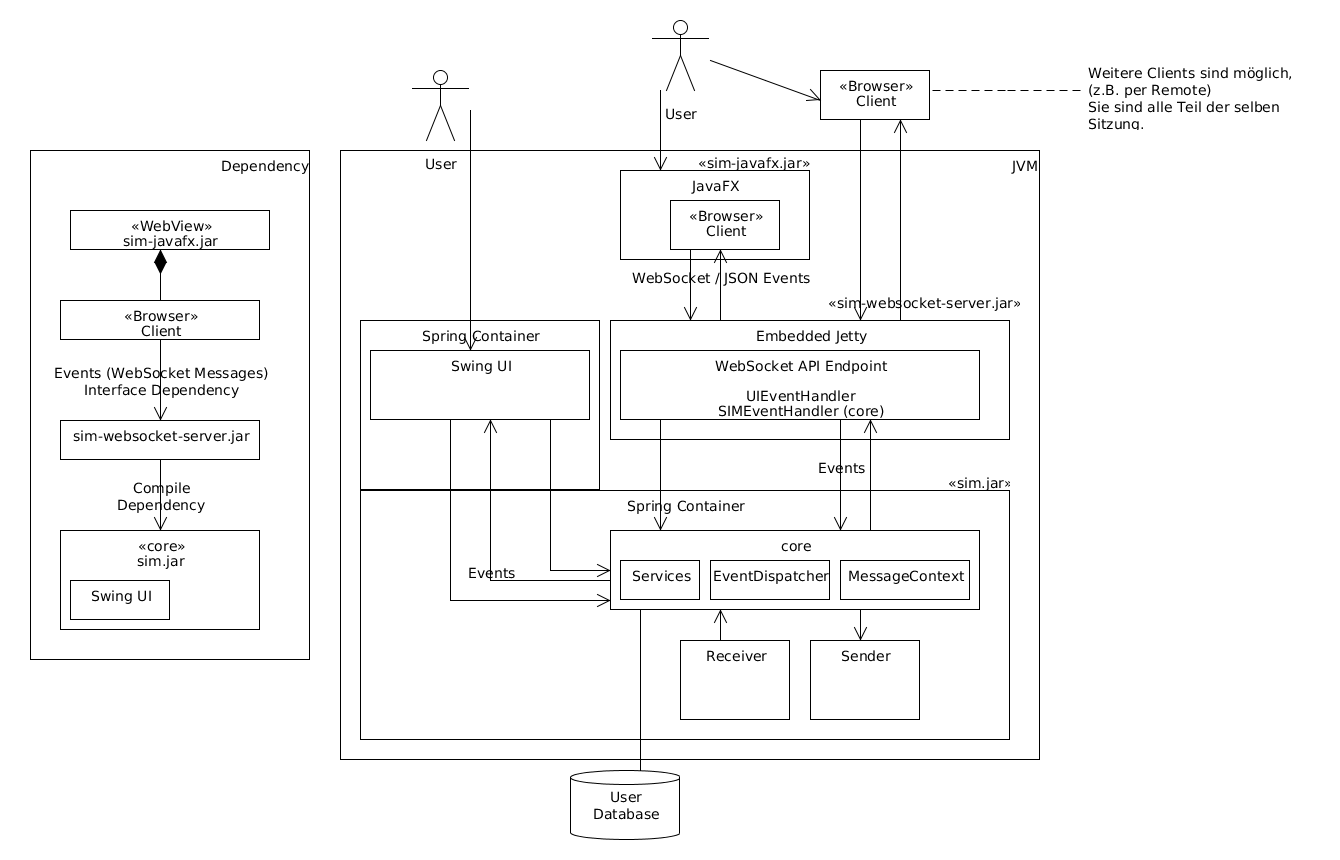 User
«Browser»
Client
Weitere Clients sind möglich,
(z.B. per Remote)
Sie sind alle Teil der selben
Sitzung.
User
Dependency
«WebView»
sim-javafx.jar
«Browser»
Client
Events (WebSocket Messages)
Interface Dependency
sim-websocket-server.jar
Compile
Dependency
«core»
sim.jar
Swing UI
JVM
«sim-javafx.jar»
JavaFX
«Browser»
Client
WebSocket / JSON Events
«sim-websocket-server.jar»
Spring Container
Swing UI
Embedded Jetty
WebSocket API Endpoint
UIEventHandler
SIMEventHandler (core)
Events
«sim.jar»
Spring Container
core
Services
EventDispatcher
MessageContext
Events
Receiver
Sender
User
Database